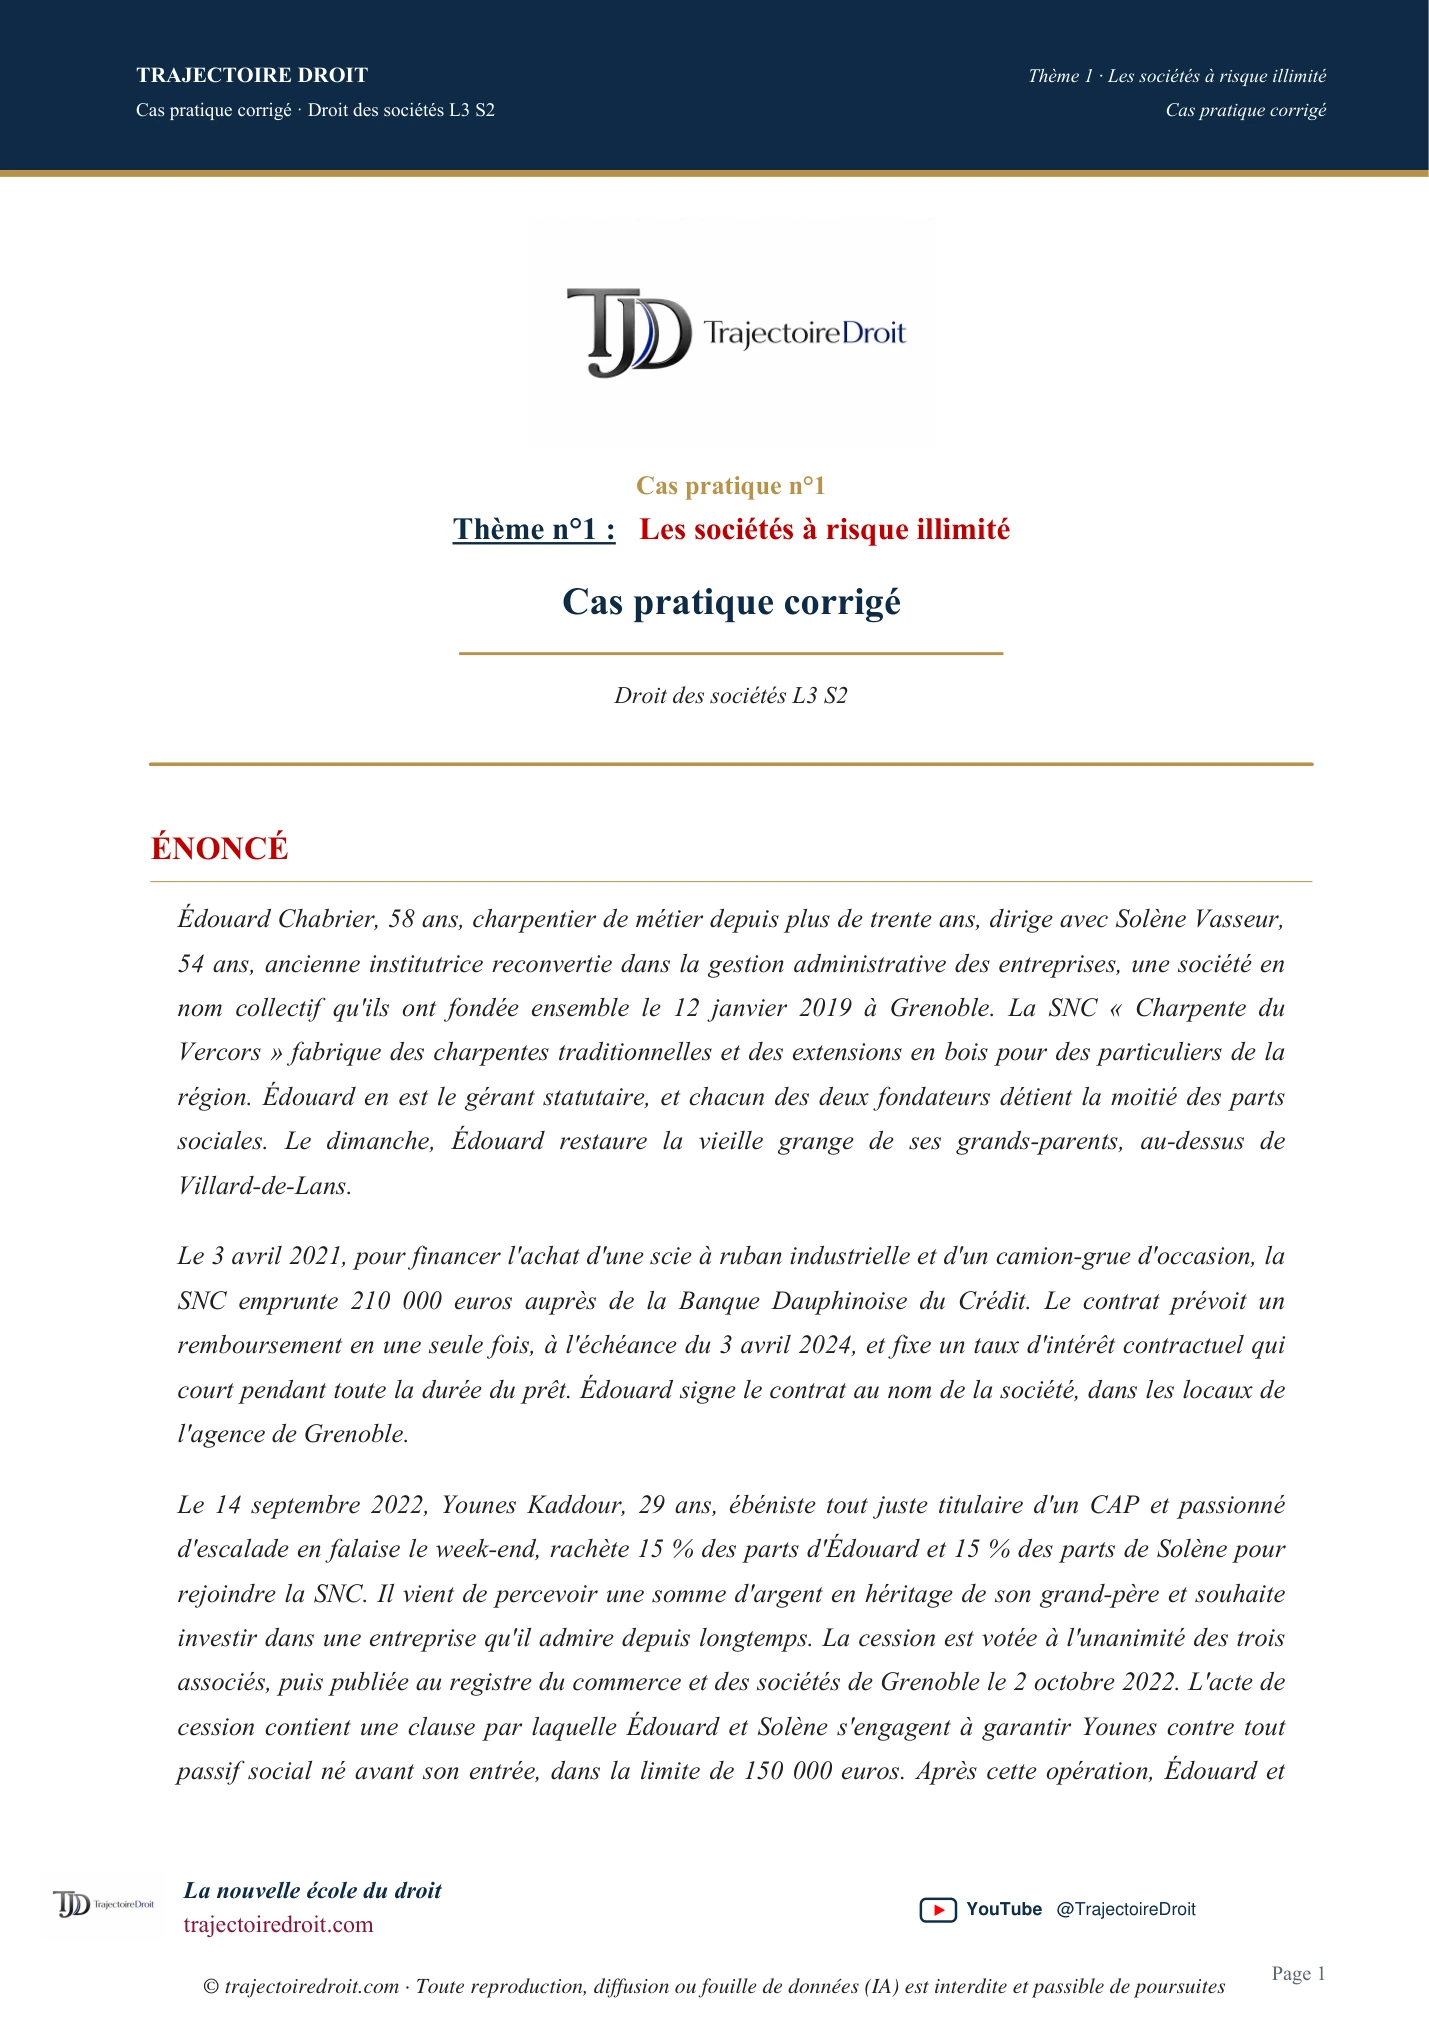 TRAJECTOIRE DROIT
Cas pratique corrigé · Droit des sociétés L3 S2
Thème 1 · Les sociétés à risque illimité
Cas pratique corrigé
TJD TrajectoireDroit
Cas pratique n°1
Thème n°1 : Les sociétés à risque illimité
Cas pratique corrigé
Droit des sociétés L3 S2
ÉNONCÉ
Édouard Chabrier, 58 ans, charpentier de métier depuis plus de trente ans, dirige avec Solène Vasseur,
54 ans, ancienne institutrice reconvertie dans la gestion administrative des entreprises, une société en
nom collectif qu'ils ont fondée ensemble le 12 janvier 2019 à Grenoble. La SNC « Charpente du
Vercors » fabrique des charpentes traditionnelles et des extensions en bois pour des particuliers de la
région. Édouard en est le gérant statutaire, et chacun des deux fondateurs détient la moitié des parts
sociales. Le dimanche, Édouard restaure la vieille grange de ses grands-parents, au-dessus de
Villard-de-Lans.
Le 3 avril 2021, pour financer l'achat d'une scie à ruban industrielle et d'un camion-grue d'occasion, la
SNC emprunte 210 000 euros auprès de la Banque Dauphinoise du Crédit. Le contrat prévoit un
remboursement en une seule fois, à l'échéance du 3 avril 2024, et fixe un taux d'intérêt contractuel qui
court pendant toute la durée du prêt. Édouard signe le contrat au nom de la société, dans les locaux de
l'agence de Grenoble.
Le 14 septembre 2022, Younes Kaddour, 29 ans, ébéniste tout juste titulaire d'un CAP et passionné
d'escalade en falaise le week-end, rachète 15 % des parts d'Édouard et 15 % des parts de Solène pour
rejoindre la SNC. Il vient de percevoir une somme d'argent en héritage de son grand-père et souhaite
investir dans une entreprise qu'il admire depuis longtemps. La cession est votée à l'unanimité des trois
associés, puis publiée au registre du commerce et des sociétés de Grenoble le 2 octobre 2022. L'acte de
cession contient une clause par laquelle Édouard et Solène s'engagent à garantir Younes contre tout
passif social né avant son entrée, dans la limite de 150 000 euros. Après cette opération, Édouard et
TJD TrajectoireDroit
La nouvelle école du droit
trajectoiredroit.com
YouTube @TrajectoireDroit
© trajectoiredroit.com · Toute reproduction, diffusion ou fouille de données (IA) est interdite et passible de poursuites
Page 1